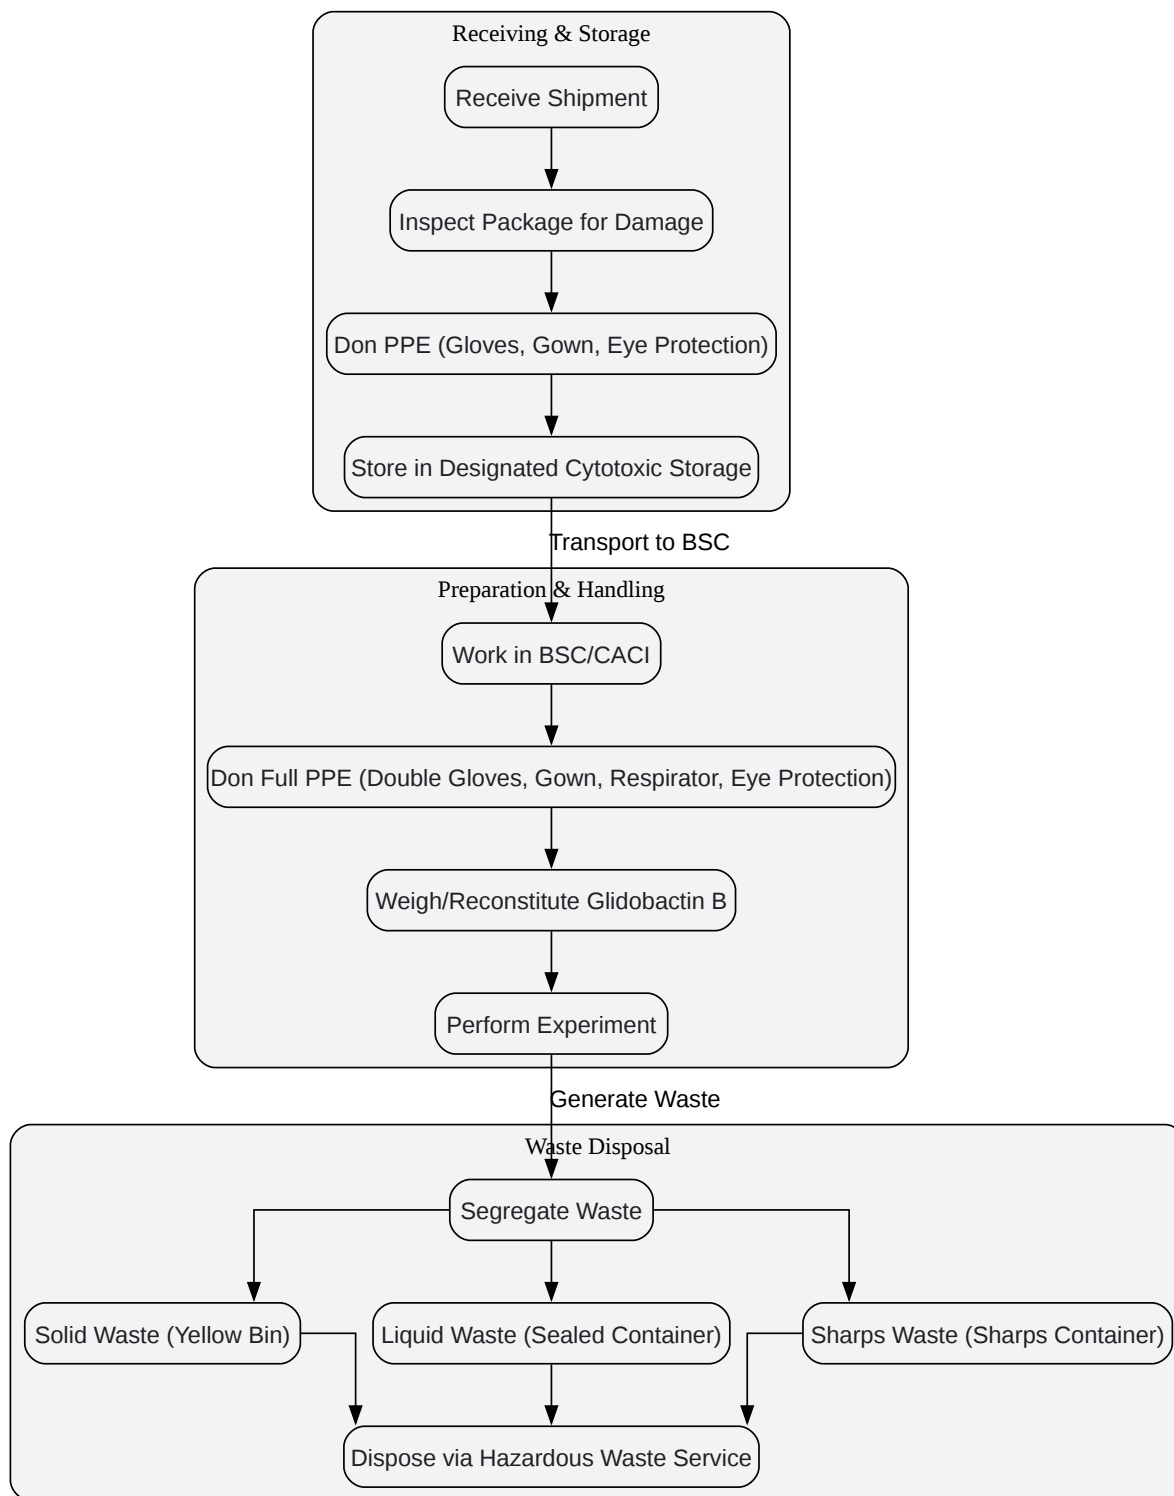 Receiving & Storage
Receive Shipment
Inspect Package for Damage
Don PPE (Gloves, Gown, Eye Protection)
Store in Designated Cytotoxic Storage
Transport to BSC
Preparation & Handling
Work in BSC/CACI
Don Full PPE (Double Gloves, Gown, Respirator, Eye Protection)
Weigh/Reconstitute Glidobactin B
Perform Experiment
Generate Waste
Waste Disposal
Segregate Waste
Solid Waste (Yellow Bin)
Liquid Waste (Sealed Container)
Sharps Waste (Sharps Container)
Dispose via Hazardous Waste Service